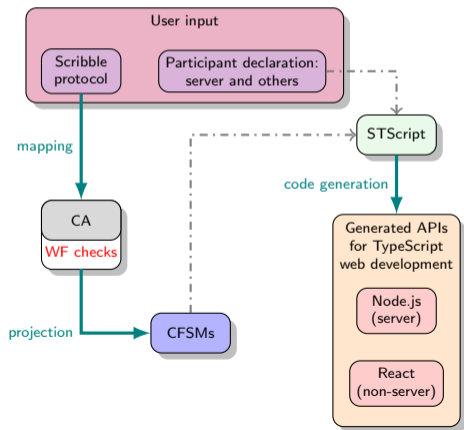 User input
Scribble
protocol
Participant declaration:
server and others
mapping
STScript
code generation
CA
WF checks
Generated APIs
for TypeScript
web development
Node.js
(server)
projection
CFSMs
React
(non-server)